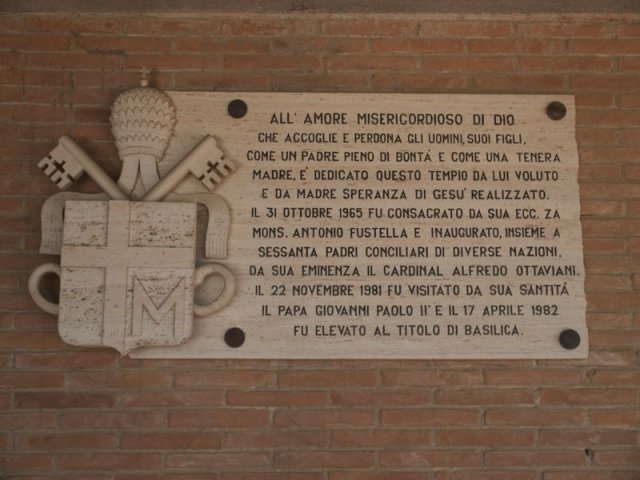 ALL' AMORE MISERICORDIOSO DI DIO
CHE ACCOGLIE E PERDONA GLI UOMINI, SUOI FIGLI,
COME UN PADRE PIENO DI BONTA' E COME UNA TENERA
MADRE, E' DEDICATO QUESTO TEMPIO DA LUI VOLUTO
E DA MADRE SPERANZA DI GESU' REALIZZATO.
IL 31 OTTOBRE 1965 FU CONSACRATO DA SUA ECC. ZA
MONS. ANTONIO FUSTELLA E INAUGURATO, INSIEME A
SESSANTA PADRI CONCILIARI DI DIVERSE NAZIONI,
DA SUA EMINENZA IL CARDINAL ALFREDO OTTAVIANI.
IL 22 NOVEMBRE 1981 FU VISITATO DA SUA SANTITA'
IL PAPA GIOVANNI PAOLO II° E IL 17 APRILE 1982
FU ELEVATO AL TITOLO DI BASILICA.
M